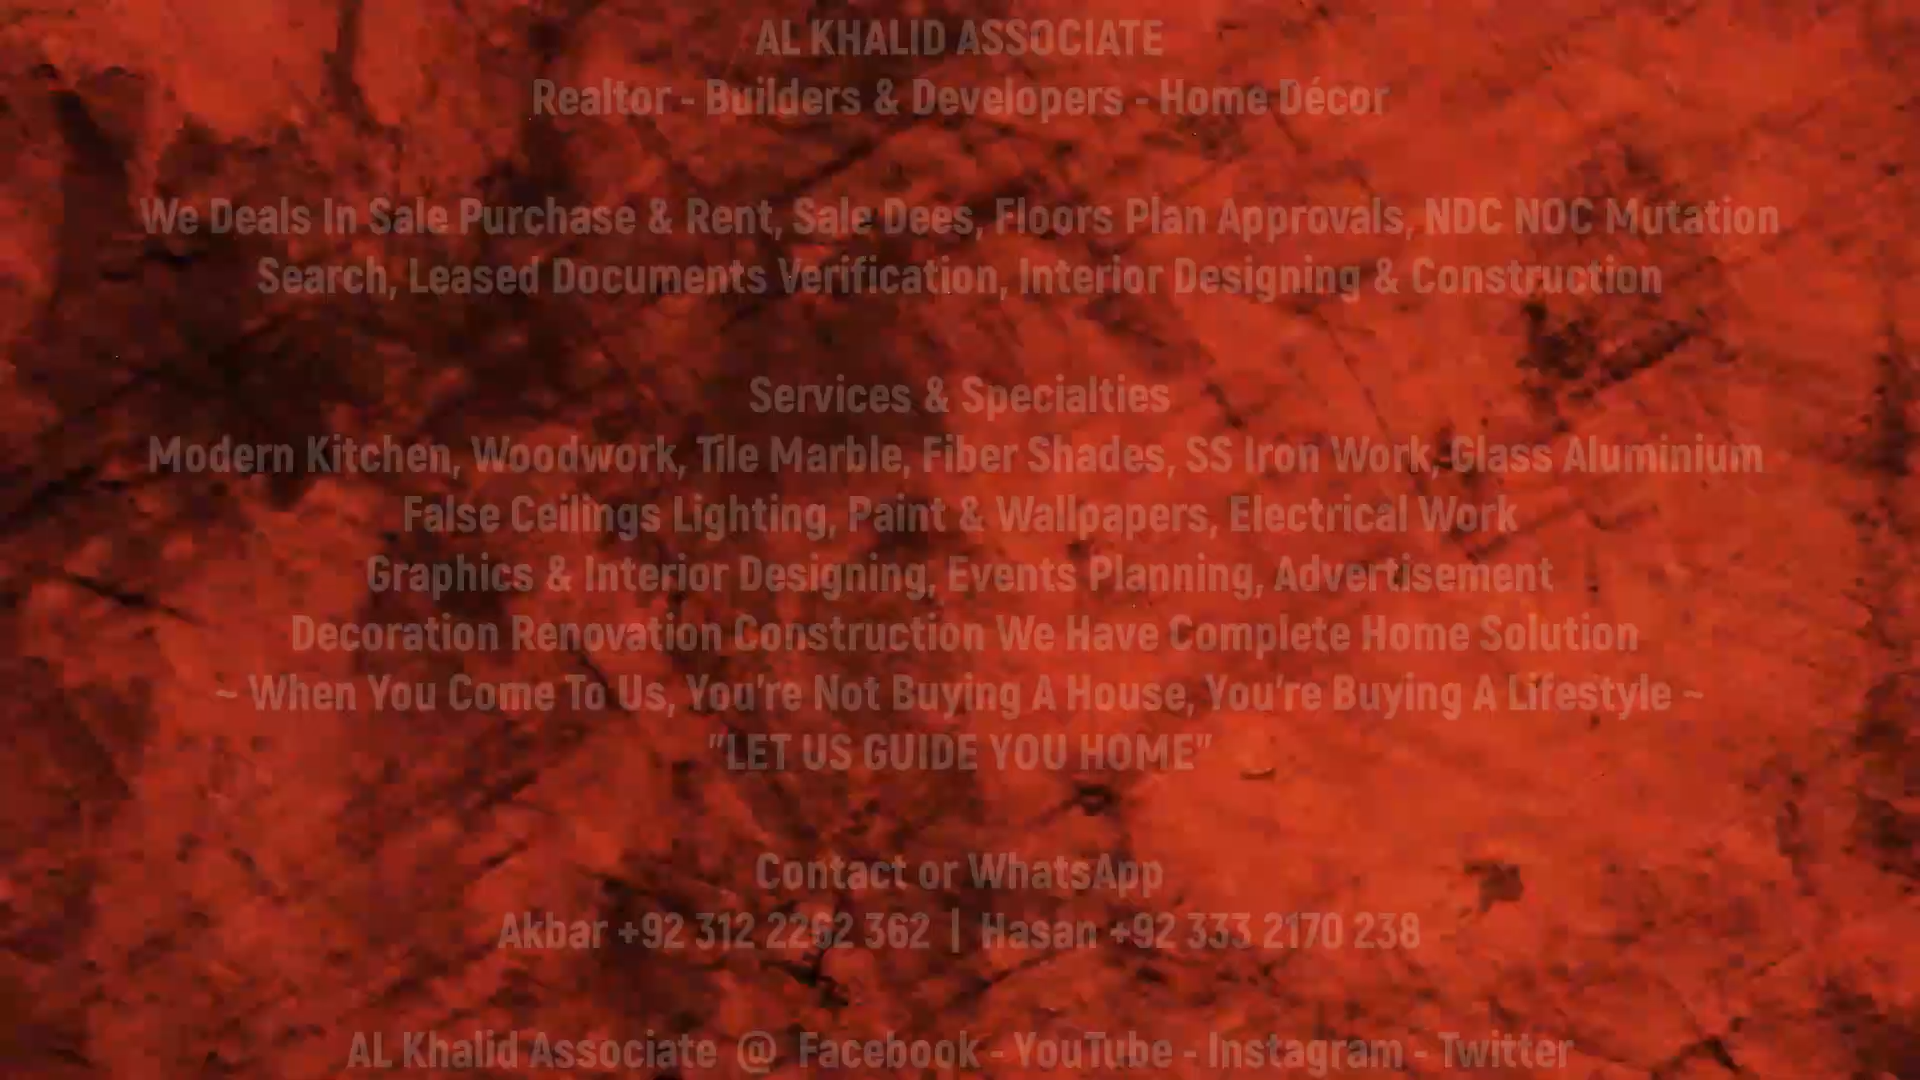 AL KHALID ASSOCIATE
Realtor - Builders & Developers - Home Décor
We Deals In Sale Purchase & Rent, Sale Dees, Floors Plan Approvals, NDC NOC Mutation
Search, Leased Documents Verification, Interior Designing & Construction
Services & Specialties
Modern Kitchen, Woodwork, Tile Marble, Fiber Shades, SS Iron Work, Glass Aluminium
False Ceilings Lighting, Paint & Wallpapers, Electrical Work
Graphics & Interior Designing, Events Planning, Advertisement
Decoration Renovation Construction We Have Complete Home Solution
~ When You Come To Us, You're Not Buying A House, You're Buying A Lifestyle ~
"LET US GUIDE YOU HOME"
Contact or WhatsApp
Akbar +92 312 2262 362 | Hasan +92 333 2170 238
AL Khalid Associate @ Facebook - YouTube - Instagram - Twitter